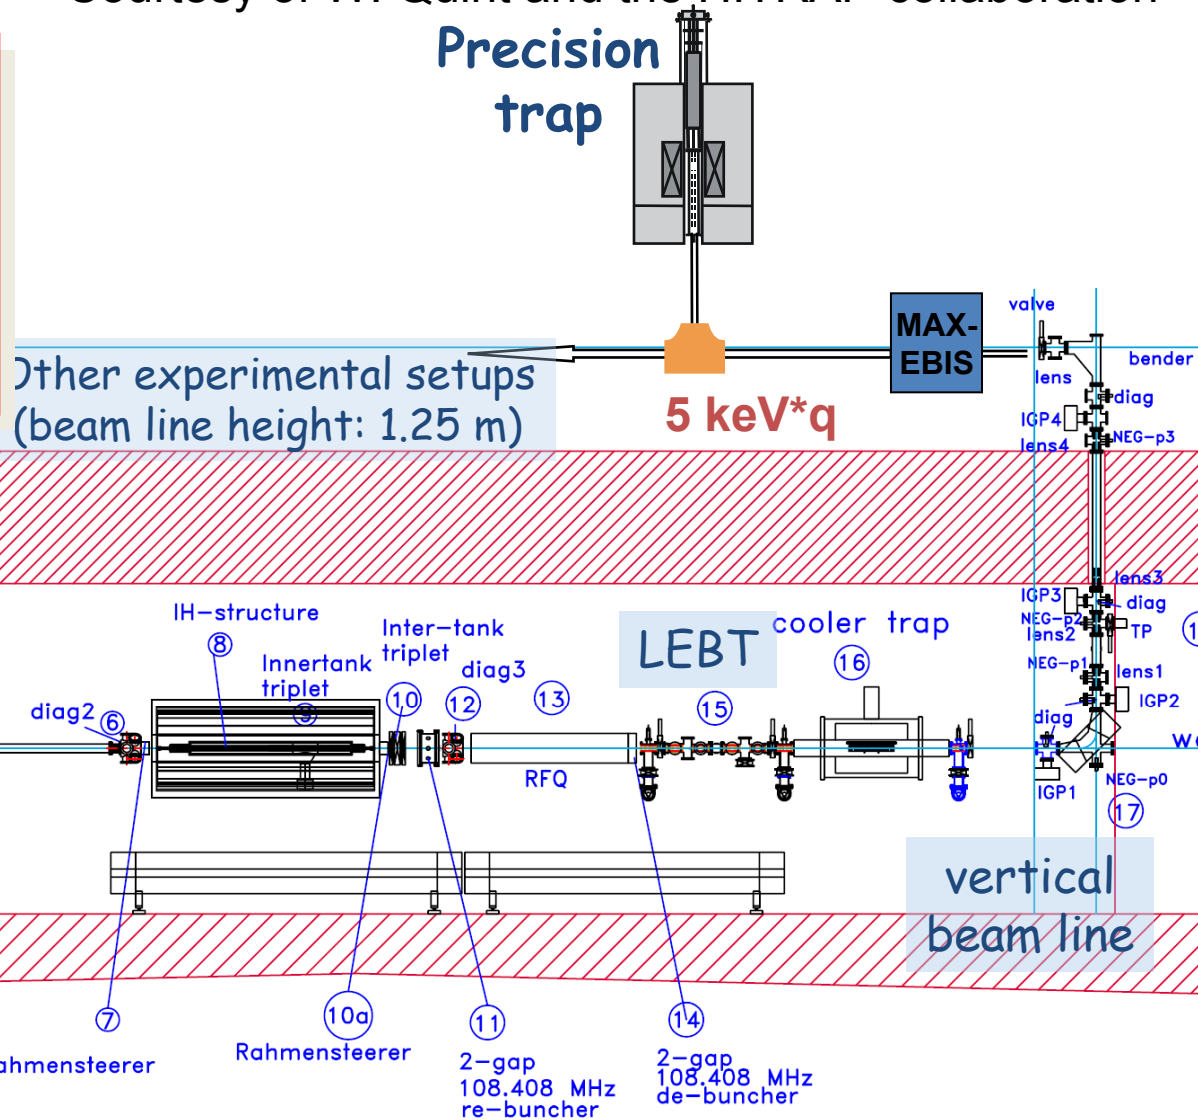 Precision
trap
valve
MAX-
EBIS
bender
lens
Other experimental setups
(beam line height: 1.25 m)
5 keV*q
diag
IGP4
NEG-p3
lens4
lens3
IGP3
diag
NEG-p2
TP
lens2
IH-structure
8
Inter-tank
triplet
LEBT
cooler trap
16
Innertank
triplet
9
diag3
10
12
13
15
NEG-p1
lens1
IGP2
diag2
6
diag
RFQ
IGP1
NEG-p0
17
vertical
beam line
7
10a
11
14
Rahmensteerer
2-gap
108.408 MHz
re-buncher
2-gap
108.408 MHz
de-buncher
ahmensteerer